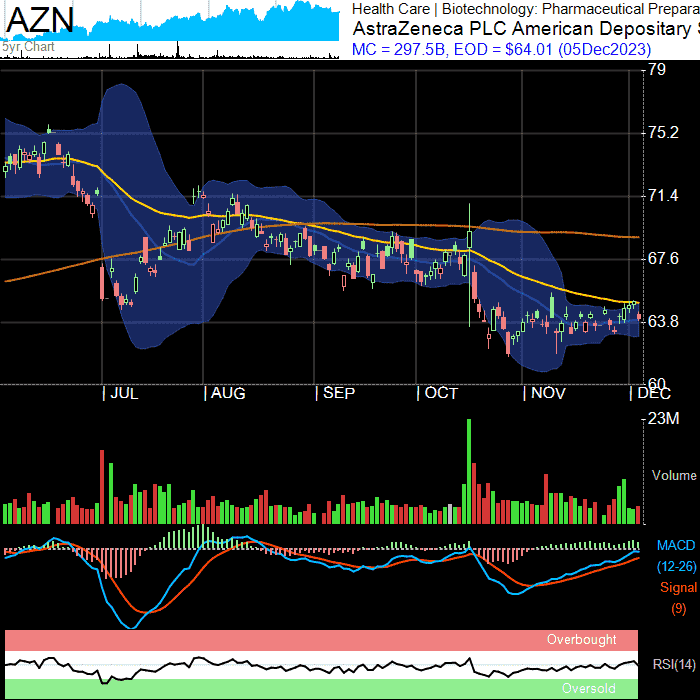 AZN
5yr Chart
Health Care | Biotechnology: Pharmaceutical Prepara
AstraZeneca PLC American Depositary S
MC = 297.5B, EOD = $64.01 (05Dec2023)
79
75.2
71.4
67.6
63.8
60
JUL AUG SEP OCT NOV DEC
23M
Volume
MACD
(12-26)
Signal
(9)
Overbought
RSI(14)
Oversold